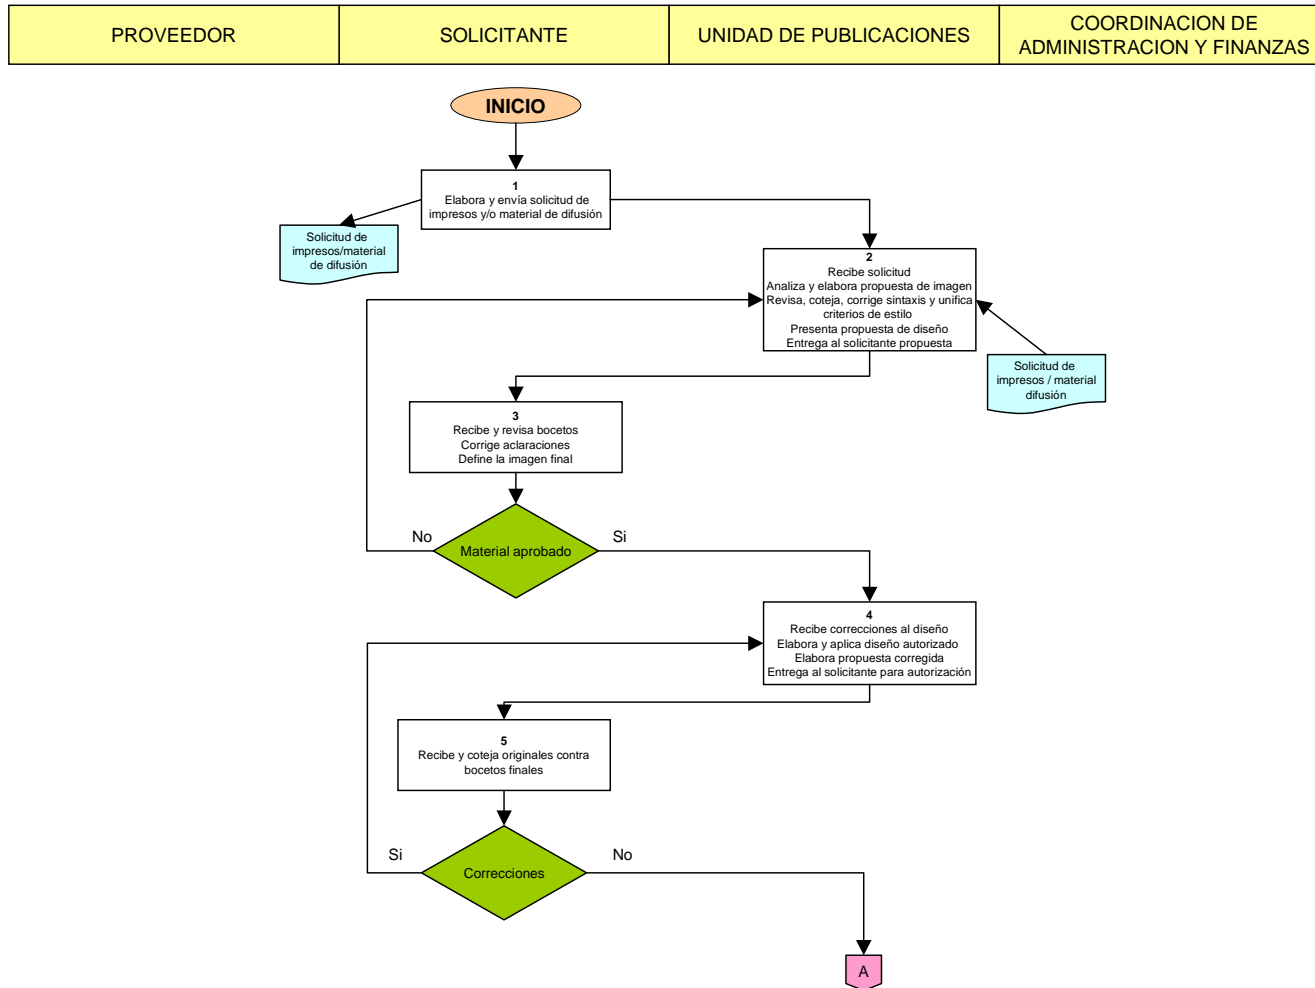 PROVEEDOR
SOLICITANTE
UNIDAD DE PUBLICACIONES
COORDINACION DE
ADMINISTRACION Y FINANZAS
INICIO
1
Elabora y envía solicitud de
impresos y/o material de difusión
Solicitud de
impresos/material
de difusión
2
Recibe solicitud
Analiza y elabora propuesta de imagen
Revisa, coteja, corrige sintaxis y unifica
criterios de estilo
Presenta propuesta de diseño
Entrega al solicitante propuesta
Solicitud de
impresos / material
difusión
3
Recibe y revisa bocetos
Corrige aclaraciones
Define la imagen final
No
Material aprobado
Si
4
Recibe correcciones al diseño
Elabora y aplica diseño autorizado
Elabora propuesta corregida
Entrega al solicitante para autorización
5
Recibe y coteja originales contra
bocetos finales
Si
Correcciones
No
A